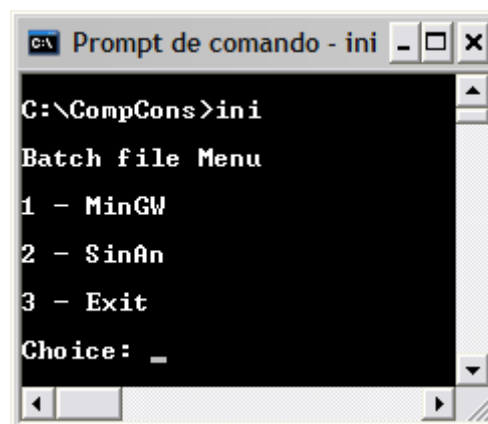 Prompt de comando - ini
C:\CompCons>ini
Batch file Menu
1 - MinGW
2 - SinAn
3 - Exit
Choice: _